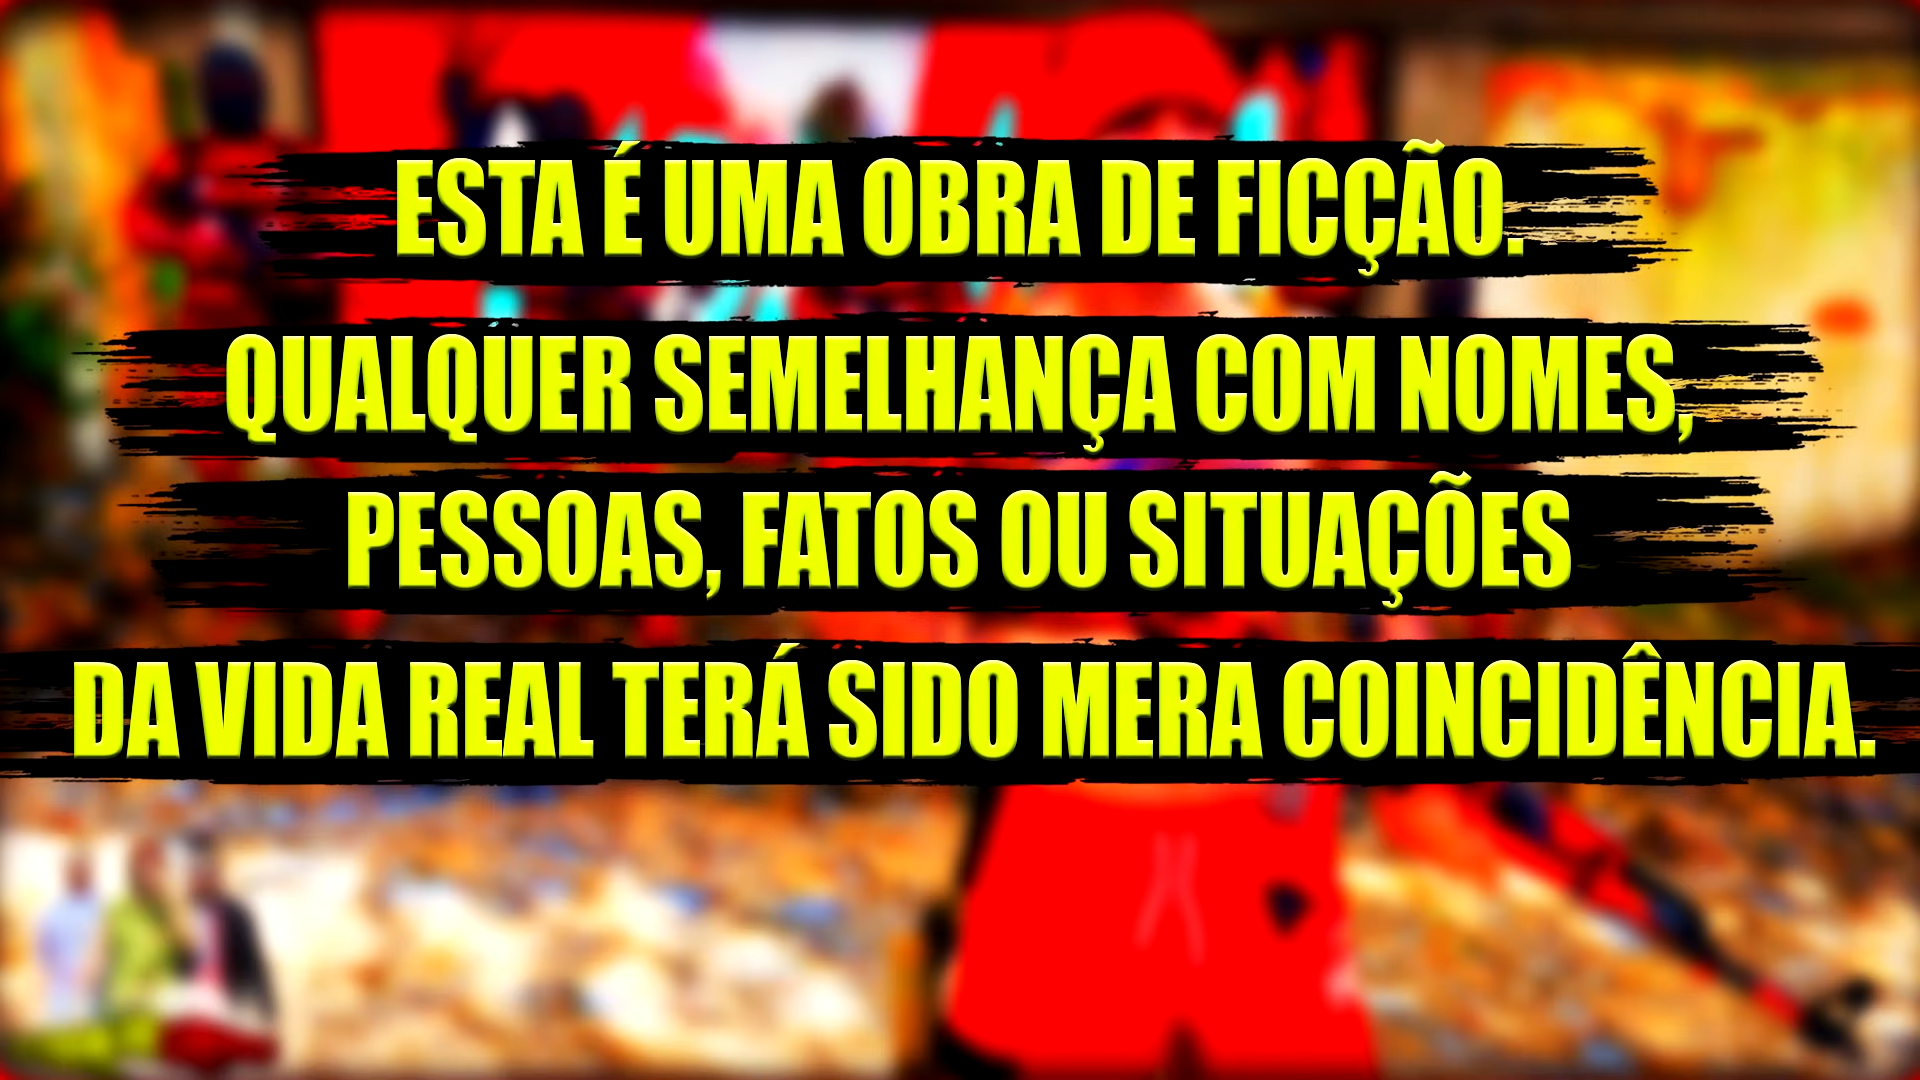 ESTA É UMA OBRA DE FICÇÃO.
QUALQUER SEMELHANÇA COM NOMES,
PESSOAS, FATOS OU SITUAÇÕES
DA VIDA REAL TERÁ SIDO MERA COINCIDÊNCIA.